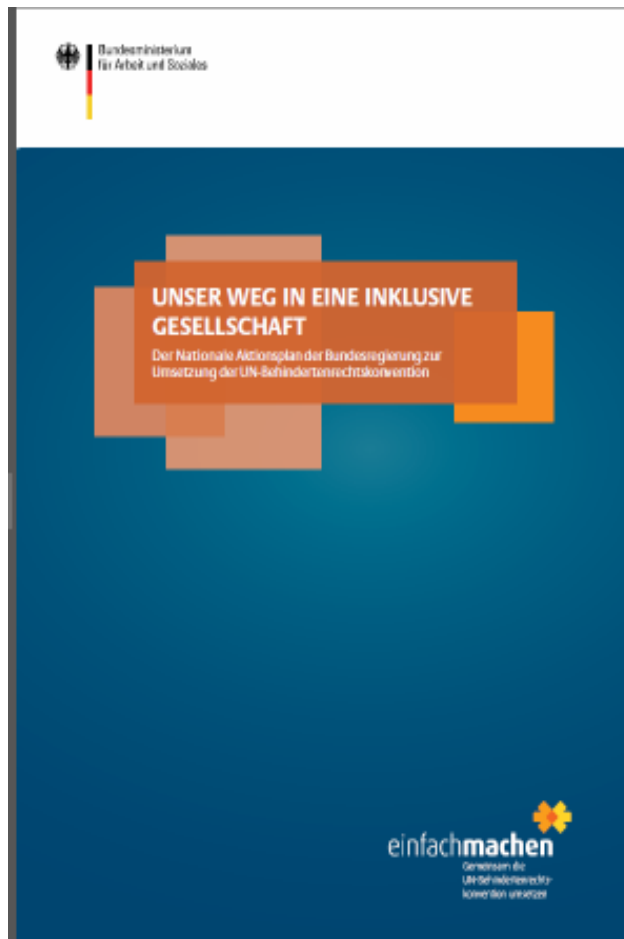 Bundesministerium
für Arbeit und Soziales
UNSER WEG IN EINE INKLUSIVE
GESELLSCHAFT
Der Nationale Aktionsplan der Bundesregierung zur
Umsetzung der UN-Behindertenrechtskonvention
einfachmachen
Gemeinsam die
UN-Behindertenrechts-
konvention umsetzen